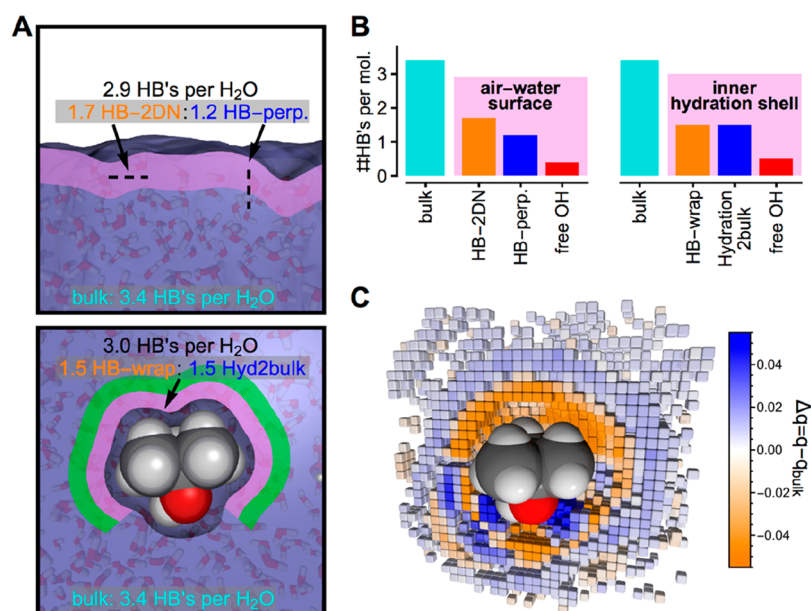 A
2.9 HB's per H₂O
1.7 HB-2DN:1.2 HB-perp.
bulk: 3.4 HB's per H₂O
3.0 HB's per H₂O
1.5 HB-wrap: 1.5 Hyd2bulk
bulk: 3.4 HB's per H₂O
B
#HB's per mol.
3
2
1
0
air-water
surface
bulk
HB-2DN
HB-perp.
free OH
inner
hydration shell
bulk
HB-wrap
Hydration
2bulk
free OH
C
0.04
0.02
0.00
-0.02
-0.04
Δq=q-qbulk